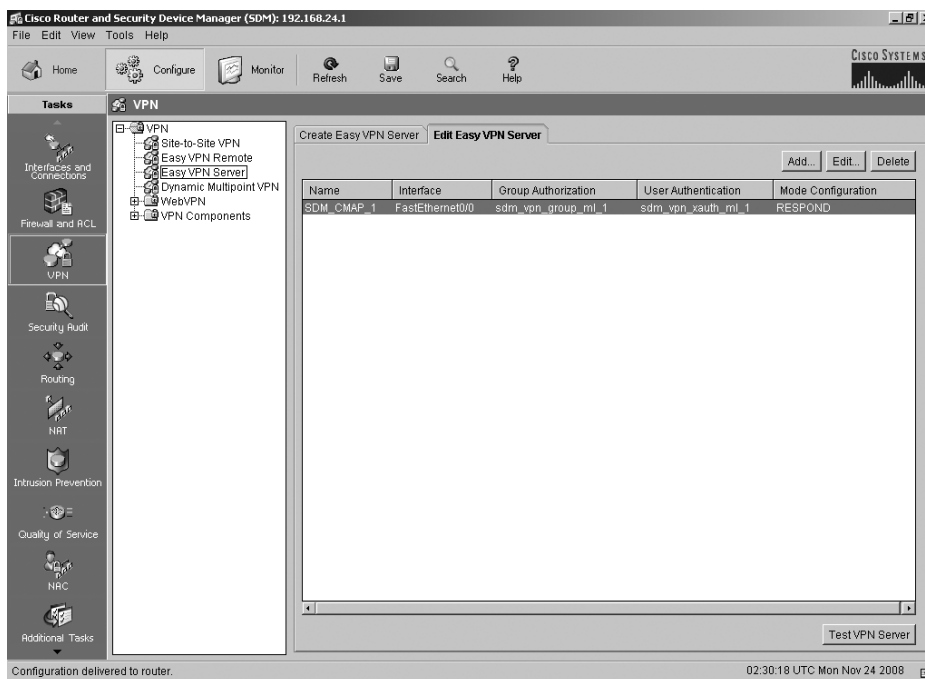 Cisco Router and Security Device Manager (SDM): 192.168.24.1
File Edit View Tools Help
Home Configure Monitor Refresh Save Search Help
CISCO SYSTEMS
Tasks
VPN
Interfaces and Connections
Firewall and ACL
VPN
Security Audit
Routing
NAT
Intrusion Prevention
Quality of Service
NAC
Additional Tasks
VPN
Site-to-Site VPN
Easy VPN Remote
Easy VPN Server
Dynamic Multipoint VPN
WebVPN
VPN Components
Create Easy VPN Server Edit Easy VPN Server
Add... Edit... Delete
Name Interface Group Authorization User Authentication Mode Configuration
SDM_CMAP_1 FastEthernet0/0 sdm_vpn_group_ml_1 sdm_vpn_xauth_ml_1 RESPOND
Test VPN Server
Configuration delivered to router. 02:30:18 UTC Mon Nov 24 2008